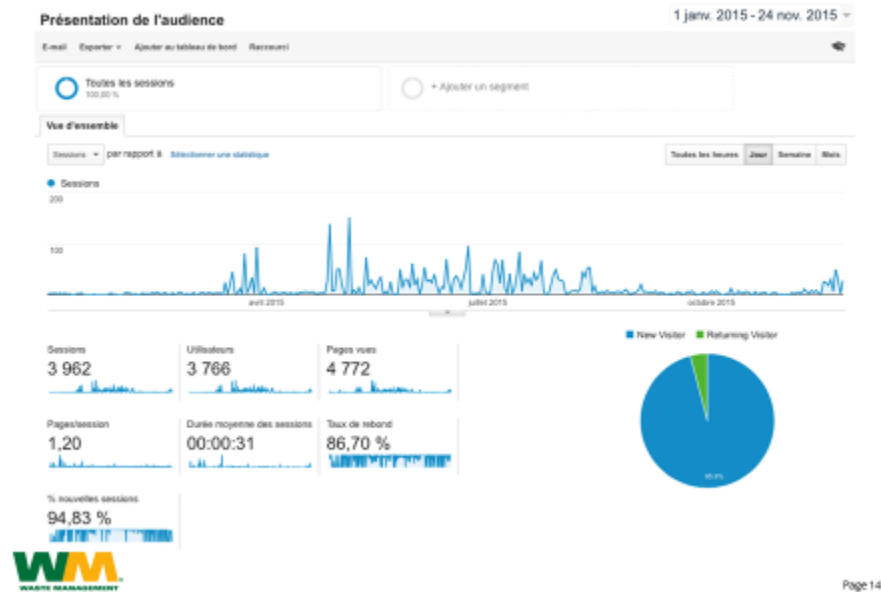 Présentation de l'audience
1 janv. 2015 - 24 nov. 2015
E-mail Exporter Ajouter au tableau de bord Raccourci
Toutes les sessions
100,00 %
+ Ajouter un segment
Vue d'ensemble
Sessions par rapport à Sélectionner une statistique
Toutes les heures Jour Semaine Mois
Sessions
200
100
avril 2015 juillet 2015 octobre 2015
New Visitor Returning Visitor
Sessions
3 962
Utilisateurs
3 766
Pages vues
4 772
Pages/session
1,20
Durée moyenne des sessions
00:00:31
Taux de rebond
86,70 %
% nouvelles sessions
94,83 %
WM
WASTE MANAGEMENT
Page 14